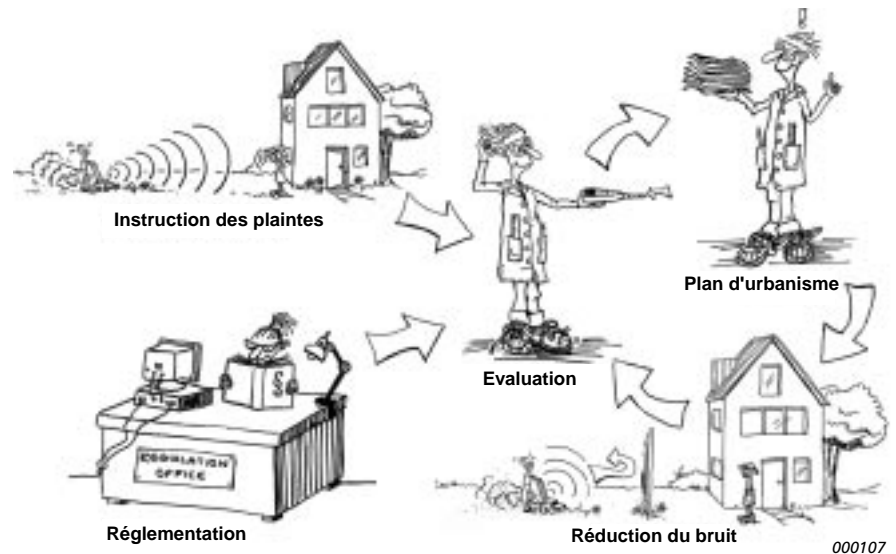 Instruction des plaintes
Plan d'urbanisme
Evaluation
REGULATION
OFFICE
Réglementation
Réduction du bruit
000107